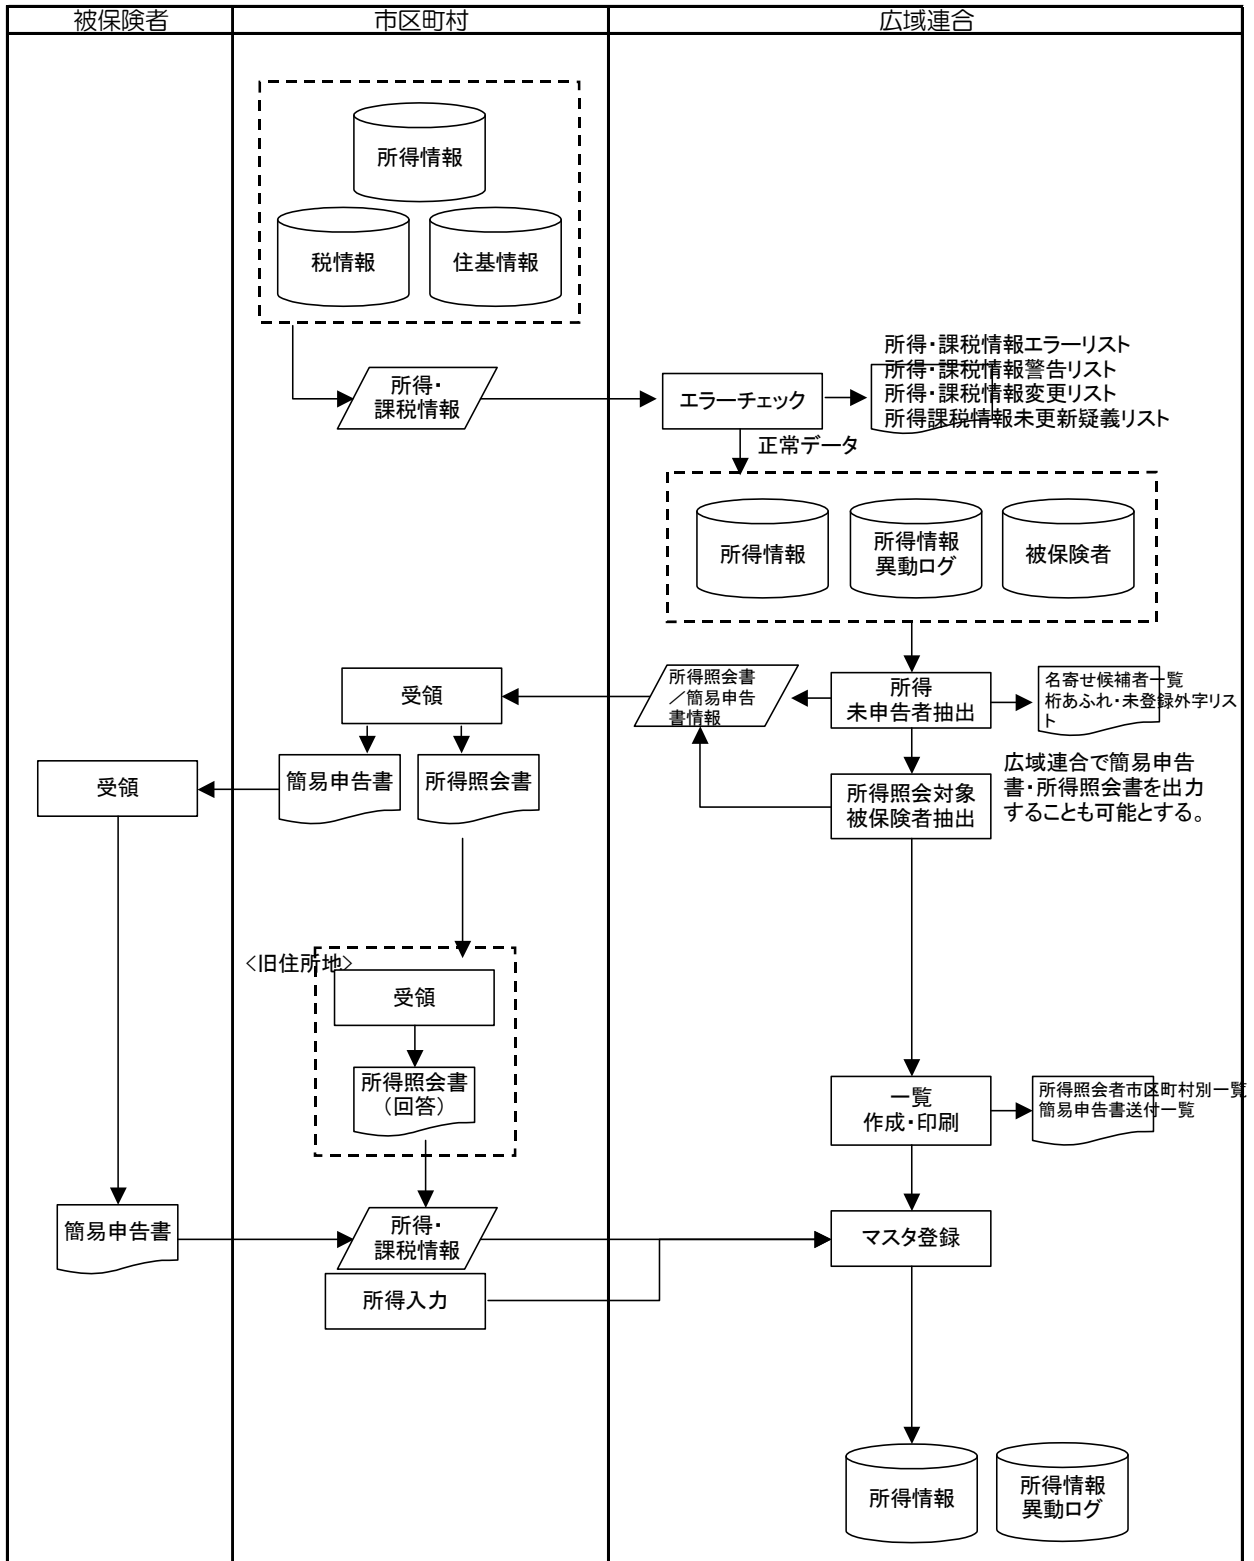 被保険者
市区町村
広域連合
所得情報
税情報
住基情報
所得・
課税情報
エラーチェック
所得・課税情報エラーリスト
所得・課税情報警告リスト
所得・課税情報変更リスト
所得課税情報未更新疑義リスト
正常データ
所得情報
所得情報
異動ログ
被保険者
受領
所得照会書
／簡易申告
書情報
所得
未申告者抽出
名寄せ候補者一覧
桁あふれ・未登録外字リス
ト
受領
簡易申告書
所得照会書
所得照会対象
被保険者抽出
広域連合で簡易申告
書・所得照会書を出力
することも可能とする。
<旧住所地>
受領
所得照会書
（回答）
一覧
作成・印刷
所得照会者市区町村別一覧
簡易申告書送付一覧
簡易申告書
所得・
課税情報
マスタ登録
所得入力
所得情報
所得情報
異動ログ